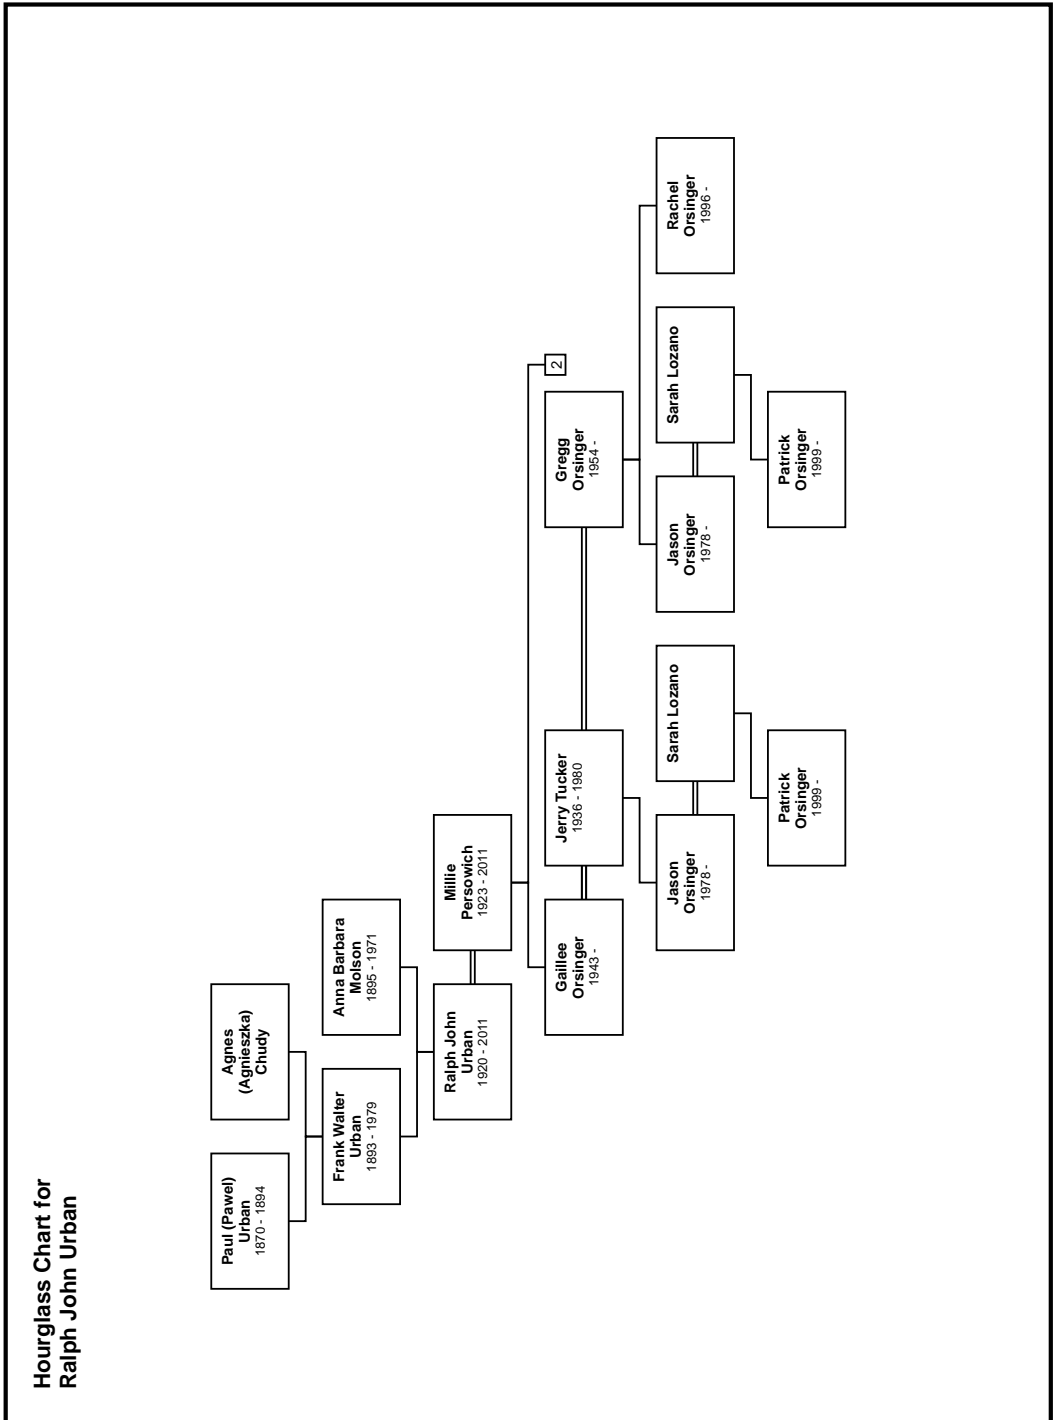 Hourglass Chart for
Ralph John Urban
Paul (Pawel)
Urban
1870 - 1894
Agnes
(Agnieszka)
Chudy
Frank Walter
Urban
1893 - 1979
Anna Barbara
Molson
1895 - 1971
Ralph John
Urban
1920 - 2011
Millie
Persowich
1923 - 2011
Gaillee
Orsinger
1943 -
Jerry Tucker
1936 - 1980
Gregg
Orsinger
1954 -
2
Jason
Orsinger
1978 -
Sarah Lozano
Jason
Orsinger
1978 -
Sarah Lozano
Rachel
Orsinger
1996 -
Patrick
Orsinger
1999 -
Patrick
Orsinger
1999 -